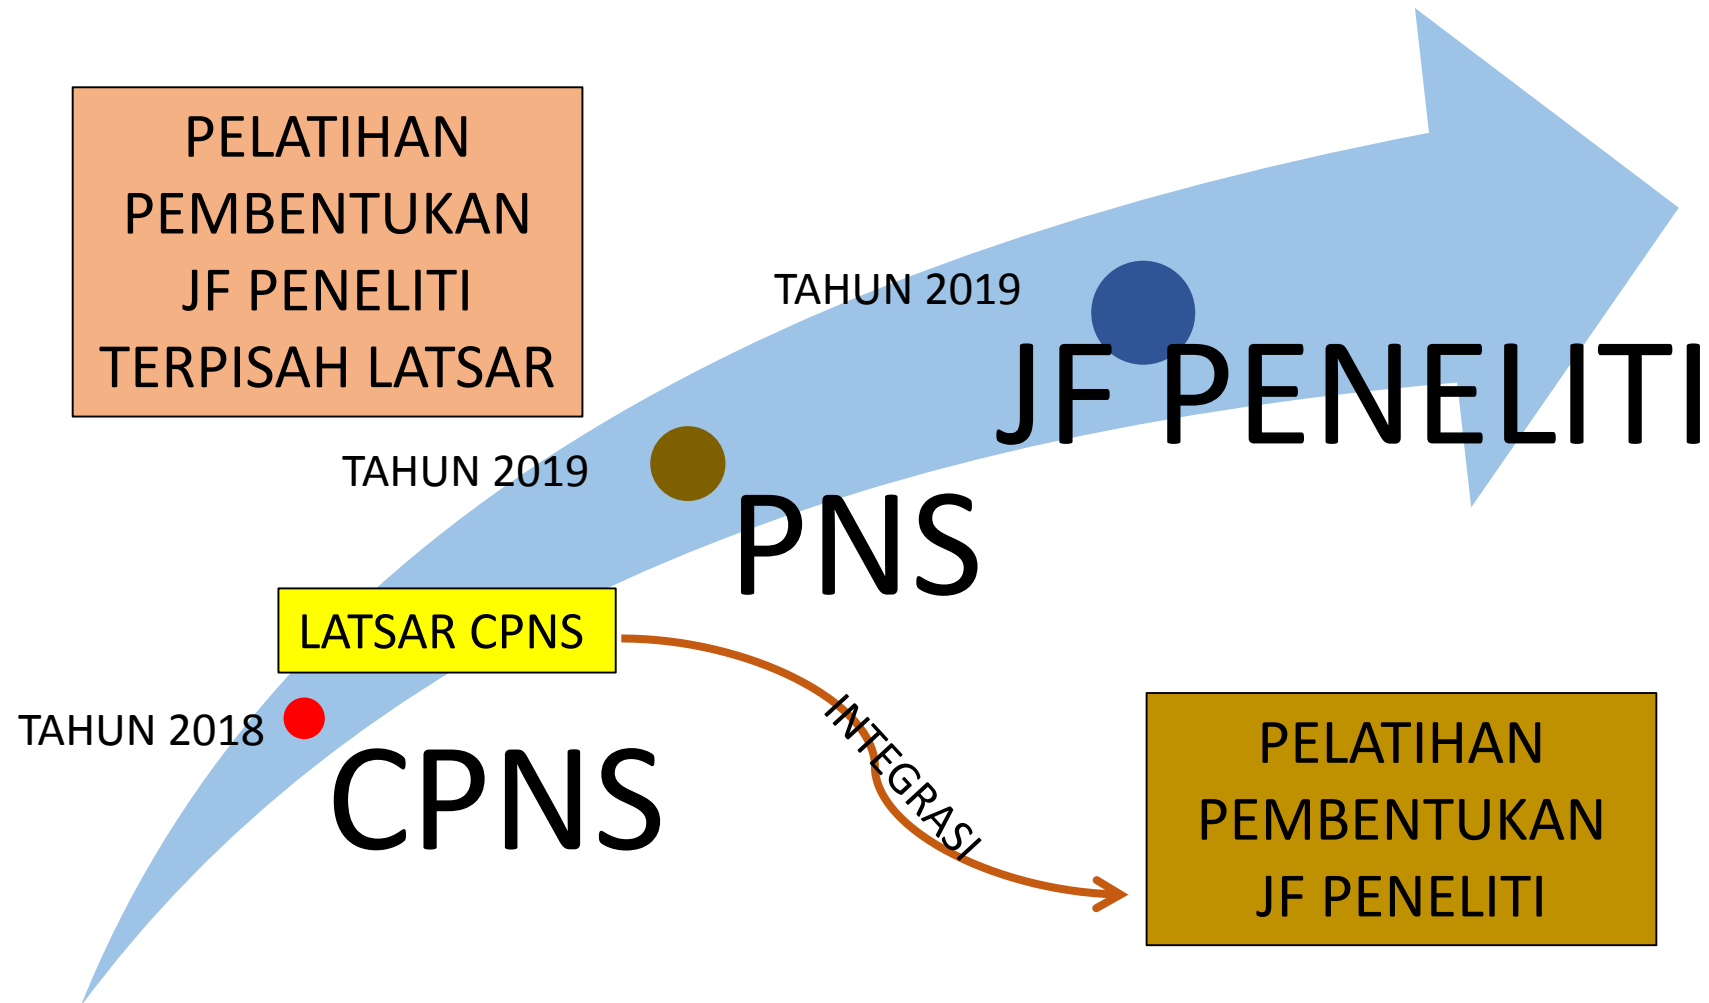 PELATIHAN
PEMBENTUKAN
JF PENELITI
TERPISAH LATSAR
TAHUN 2019
JF PENELITI
TAHUN 2019
PNS
LATSAR CPNS
TAHUN 2018
CPNS
INTEGRASI
PELATIHAN
PEMBENTUKAN
JF PENELITI